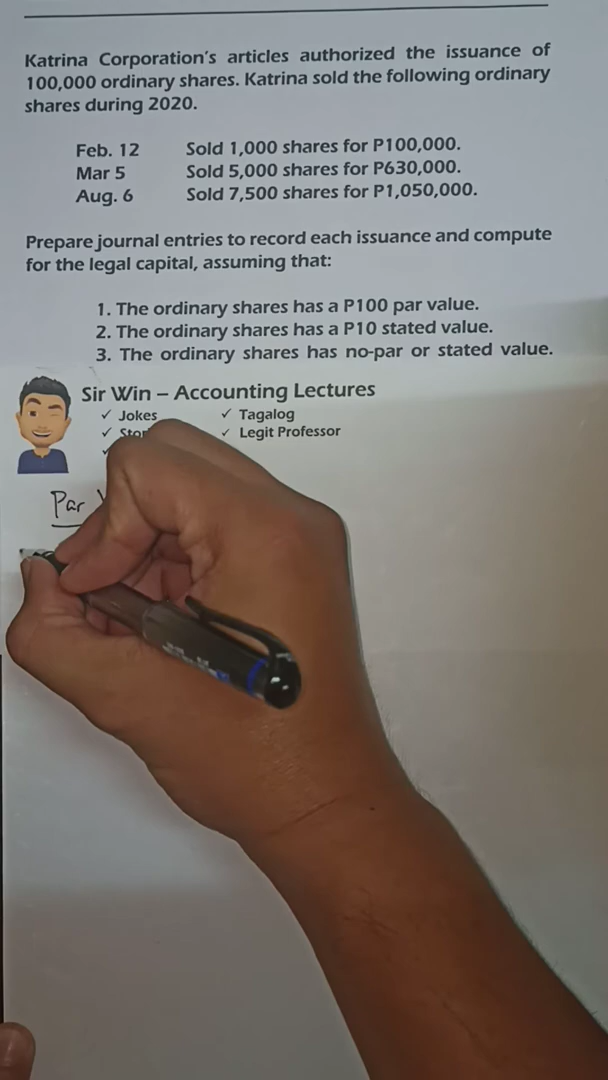 Katrina Corporation's articles authorized the issuance of
100,000 ordinary shares. Katrina sold the following ordinary
shares during 2020.
Feb. 12 Sold 1,000 shares for P100,000.
Mar 5 Sold 5,000 shares for P630,000.
Aug. 6 Sold 7,500 shares for P1,050,000.
Prepare journal entries to record each issuance and compute
for the legal capital, assuming that:
1. The ordinary shares has a P100 par value.
2. The ordinary shares has a P10 stated value.
3. The ordinary shares has no-par or stated value.
Sir Win – Accounting Lectures
✓ Jokes ✓ Tagalog
✓ ✓ Legit Professor
✓
Par